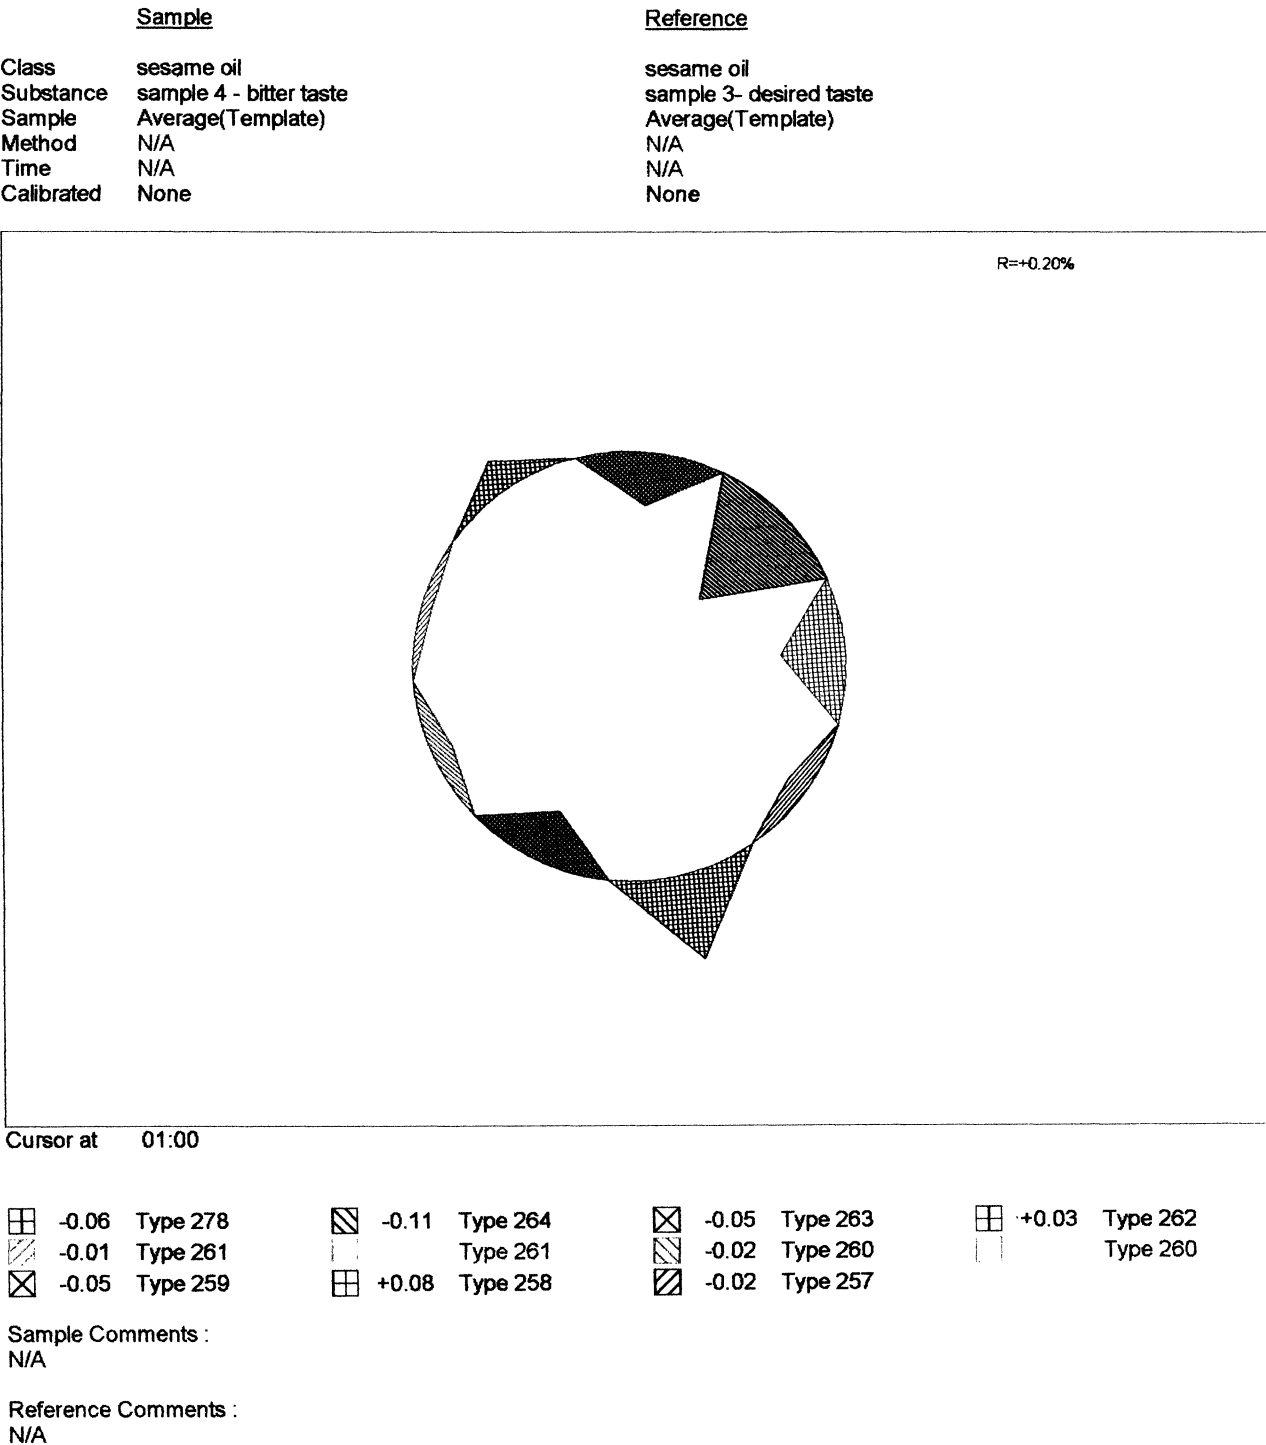 Sample Reference
Class sesame oil sesame oil
Substance sample 4 - bitter taste sample 3- desired taste
Sample Average(Template) Average(Template)
Method N/A N/A
Time N/A N/A
Calibrated None None
R=+0.20%
Cursor at 01:00
-0.06 Type 278 -0.11 Type 264 -0.05 Type 263 +0.03 Type 262
-0.01 Type 261 Type 261 -0.02 Type 260 Type 260
-0.05 Type 259 +0.08 Type 258 -0.02 Type 257
Sample Comments :
N/A
Reference Comments :
N/A